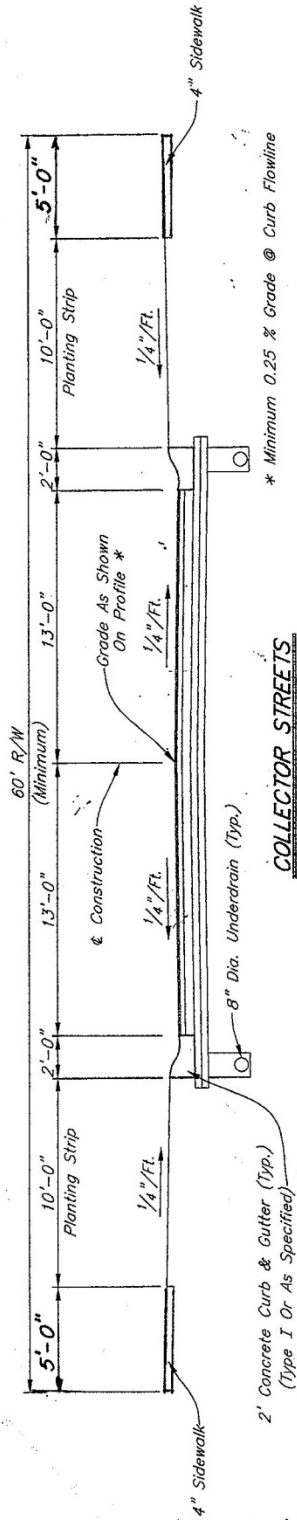 60' R/W
(Minimum)
5'-0"
10'-0"
2'-0"
13'-0"
13'-0"
2'-0"
10'-0"
5'-0"
Planting Strip
Planting Strip
℄ Construction
Grade As Shown
On Profile *
1/4"/Ft.
1/4"/Ft.
1/4"/Ft.
1/4"/Ft.
4" Sidewalk
4" Sidewalk
8" Dia. Underdrain (Typ.)
2' Concrete Curb & Gutter (Typ.)
(Type I Or As Specified)
* Minimum 0.25 % Grade @ Curb Flowline
COLLECTOR STREETS